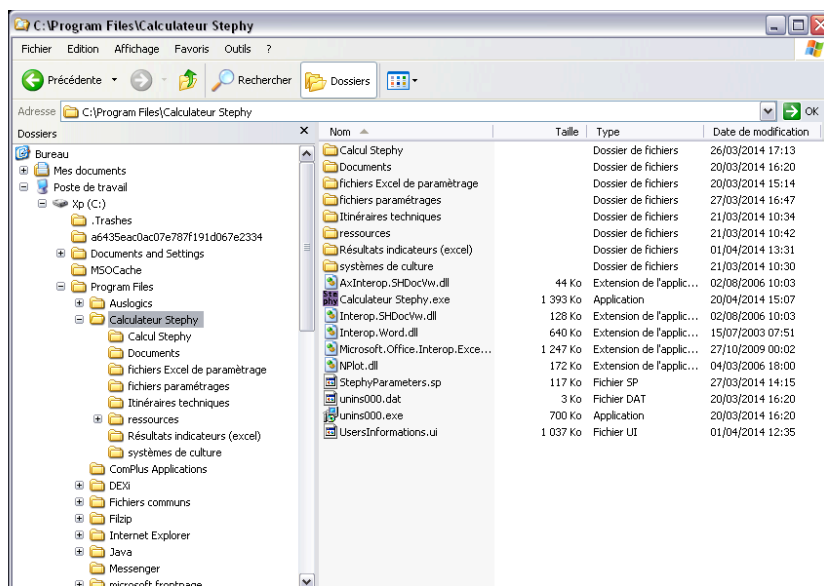 C:\Program Files\Calculateur Stephy
Fichier Edition Affichage Favoris Outils ?
Précédente Rechercher Dossiers
Adresse C:\Program Files\Calculateur Stephy OK
Dossiers
Bureau
Mes documents
Poste de travail
Xp (C:)
.Trashes
a6435eac0ac07e787f191d067e2334
Documents and Settings
MSOCache
Program Files
Auslogics
Calculateur Stephy
Calcul Stephy
Documents
fichiers Excel de paramètrage
fichiers paramétrages
Itinéraires techniques
ressources
Résultats indicateurs (excel)
systèmes de culture
ComPlus Applications
DEXi
Fichiers communs
Filzip
Internet Explorer
Java
Messenger
microsoft frontpage
Nom Taille Type Date de modification
Calcul Stephy Dossier de fichiers 26/03/2014 17:13
Documents Dossier de fichiers 20/03/2014 16:20
fichiers Excel de paramètrage Dossier de fichiers 20/03/2014 15:14
fichiers paramétrages Dossier de fichiers 27/03/2014 16:47
Itinéraires techniques Dossier de fichiers 21/03/2014 10:34
ressources Dossier de fichiers 21/03/2014 10:42
Résultats indicateurs (excel) Dossier de fichiers 01/04/2014 13:31
systèmes de culture Dossier de fichiers 21/03/2014 10:30
AxInterop.SHDocVw.dll 44 Ko Extension de l'applic... 02/08/2006 10:03
Calculateur Stephy.exe 1 393 Ko Application 20/04/2014 15:07
Interop.SHDocVw.dll 128 Ko Extension de l'applic... 02/08/2006 10:03
Interop.Word.dll 640 Ko Extension de l'applic... 15/07/2003 07:51
Microsoft.Office.Interop.Exce... 1 247 Ko Extension de l'applic... 27/10/2009 00:02
NPlot.dll 172 Ko Extension de l'applic... 04/03/2006 18:00
StephyParameters.sp 117 Ko Fichier SP 27/03/2014 14:15
unins000.dat 3 Ko Fichier DAT 20/03/2014 16:20
unins000.exe 700 Ko Application 20/03/2014 16:20
UsersInformations.ui 1 037 Ko Fichier UI 01/04/2014 12:35